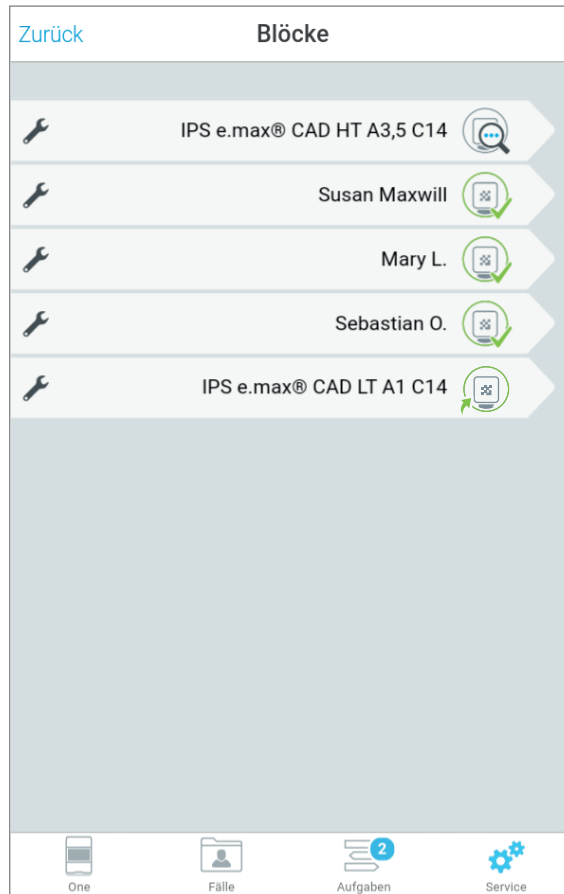 Zurück Blöcke
IPS e.max® CAD HT A3,5 C14
Susan Maxwill
Mary L.
Sebastian O.
IPS e.max® CAD LT A1 C14
2
One Fälle Aufgaben Service